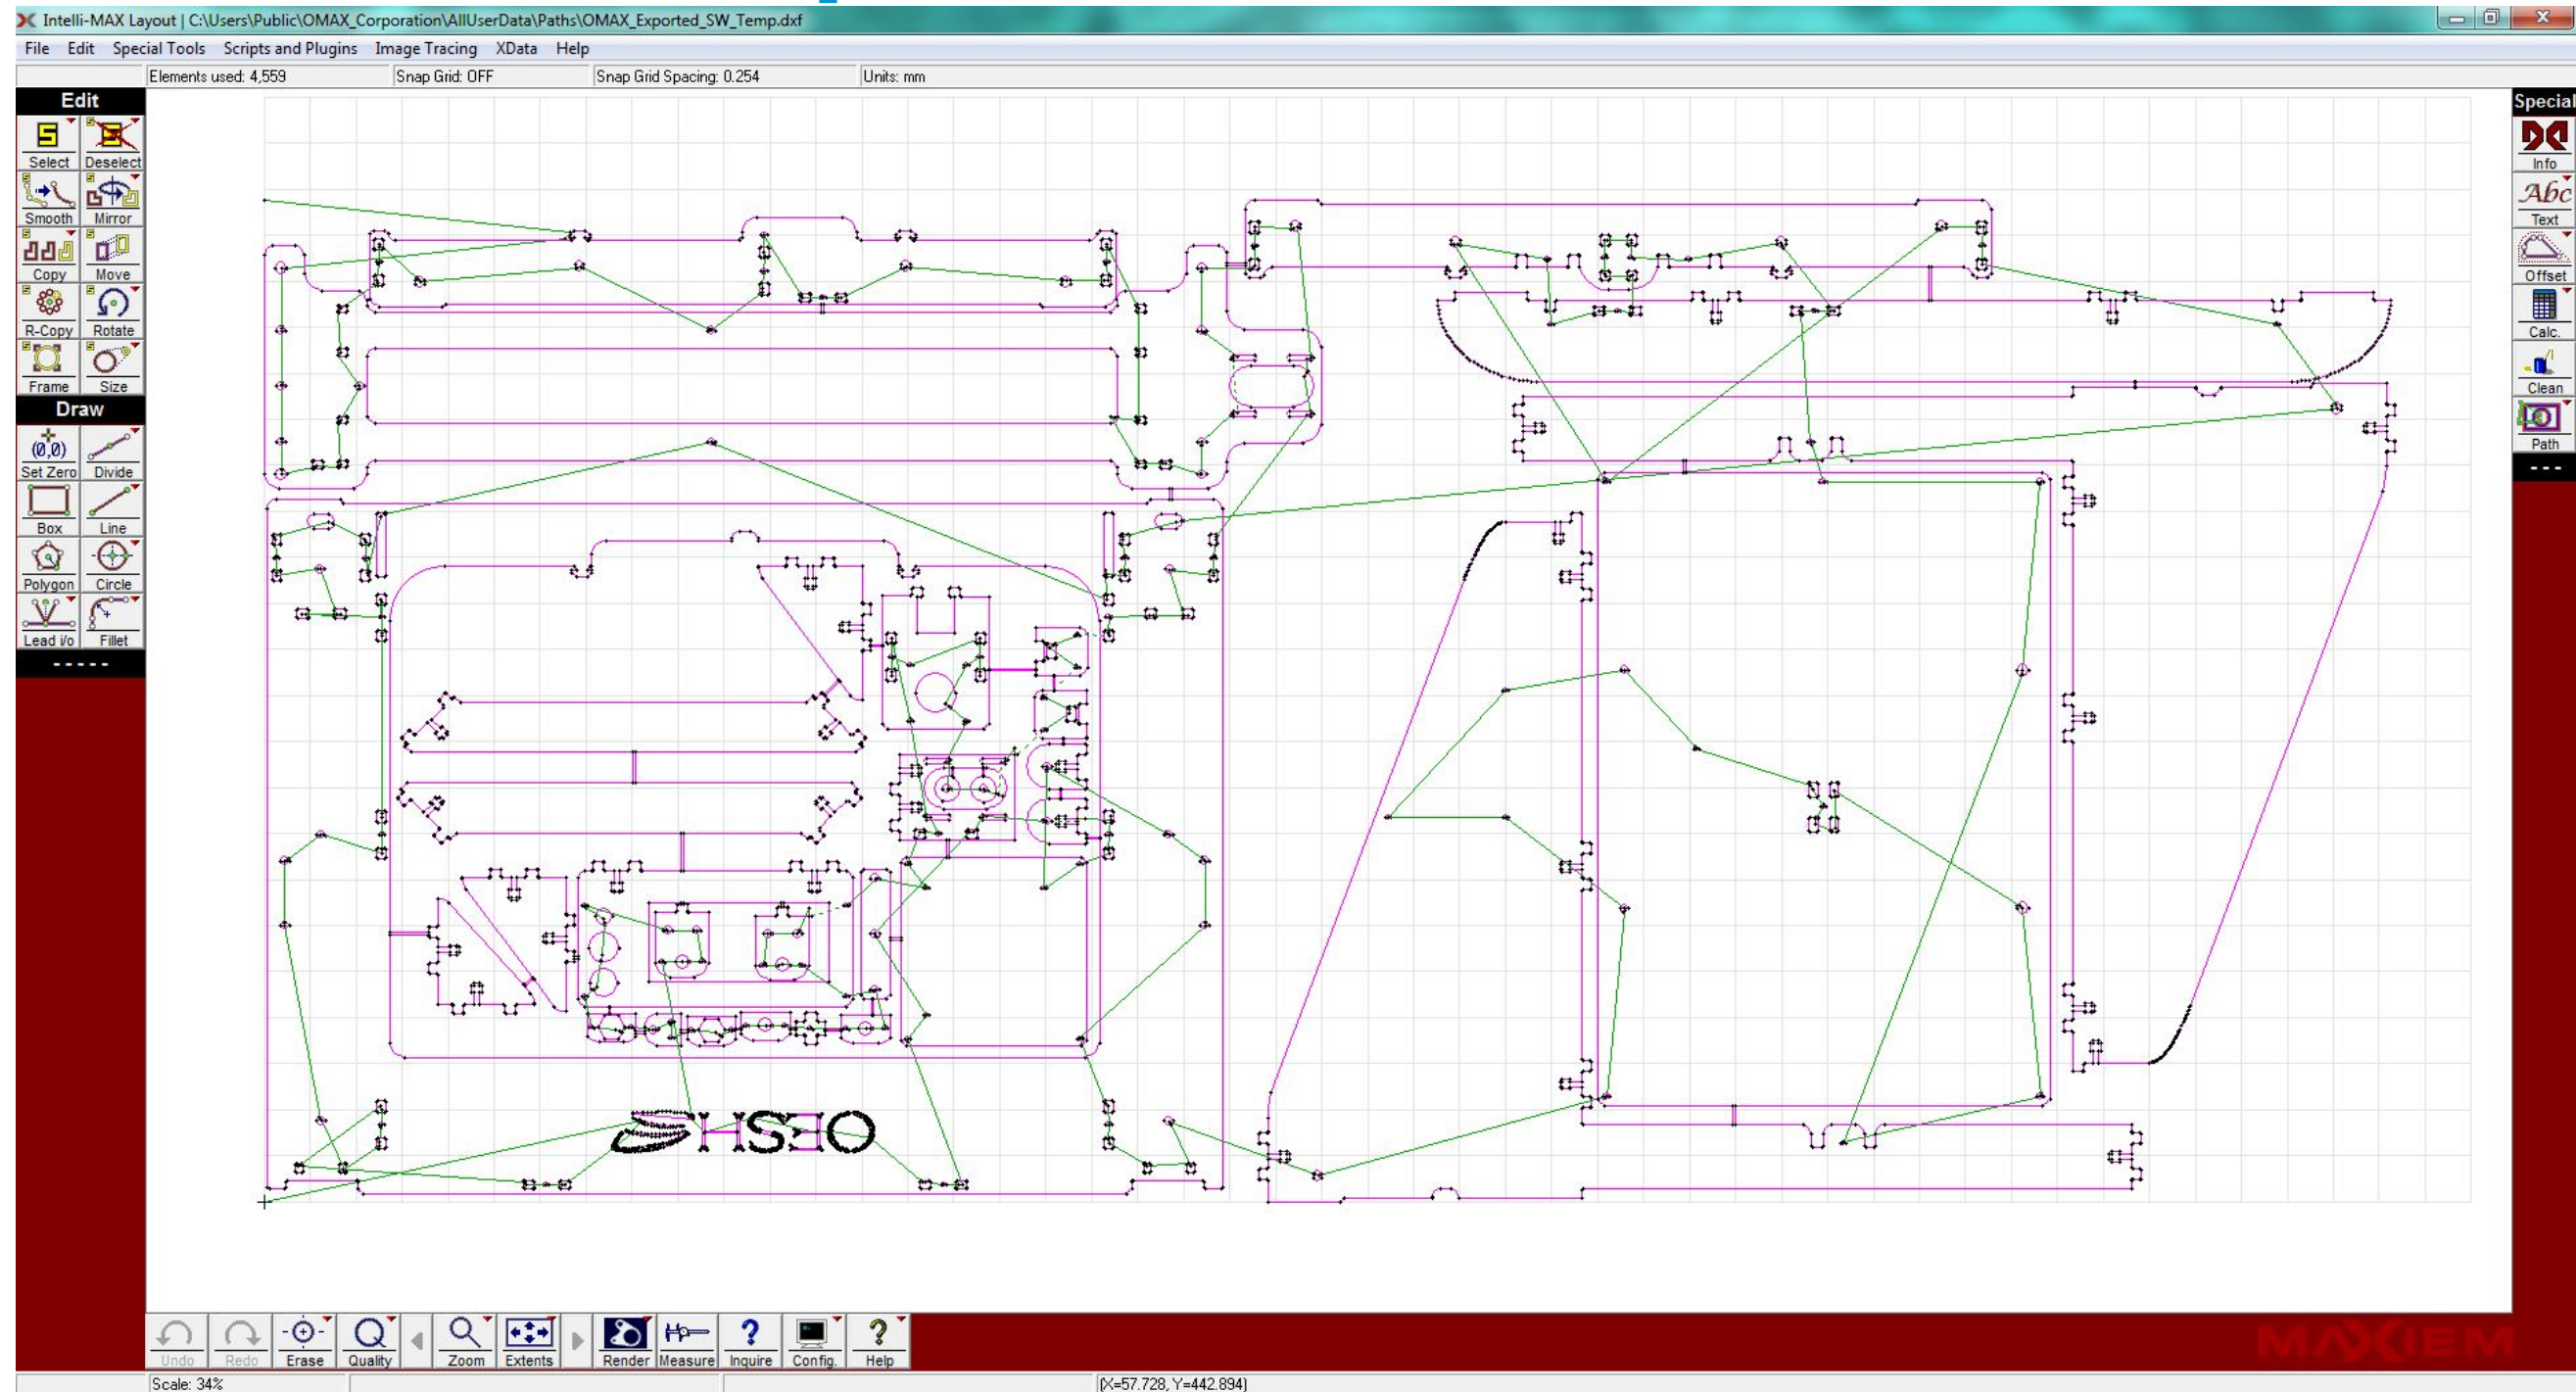 Intelli-MAX Layout | C:\Users\Public\OMAX_Corporation\AllUserData\Paths\OMAX_Exported_SW_Temp.dxf
File Edit Special Tools Scripts and Plugins Image Tracing XData Help
Elements used: 4,559 Snap Grid: OFF Snap Grid Spacing: 0.254 Units: mm
Edit
Select Deselect
Smooth Mirror
Copy Move
R-Copy Rotate
Frame Size
Draw
(0,0)
Set Zero Divide
Box Line
Polygon Circle
Lead i/o Fillet
- - - - -
Special
Info
Abc
Text
Offset
Calc.
Clean
Path
- - -
OESH
Undo Redo Erase Quality Zoom Extents Render Measure Inquire Config. Help
MAXIEM
Scale: 34% (X=57.728, Y=442.894)